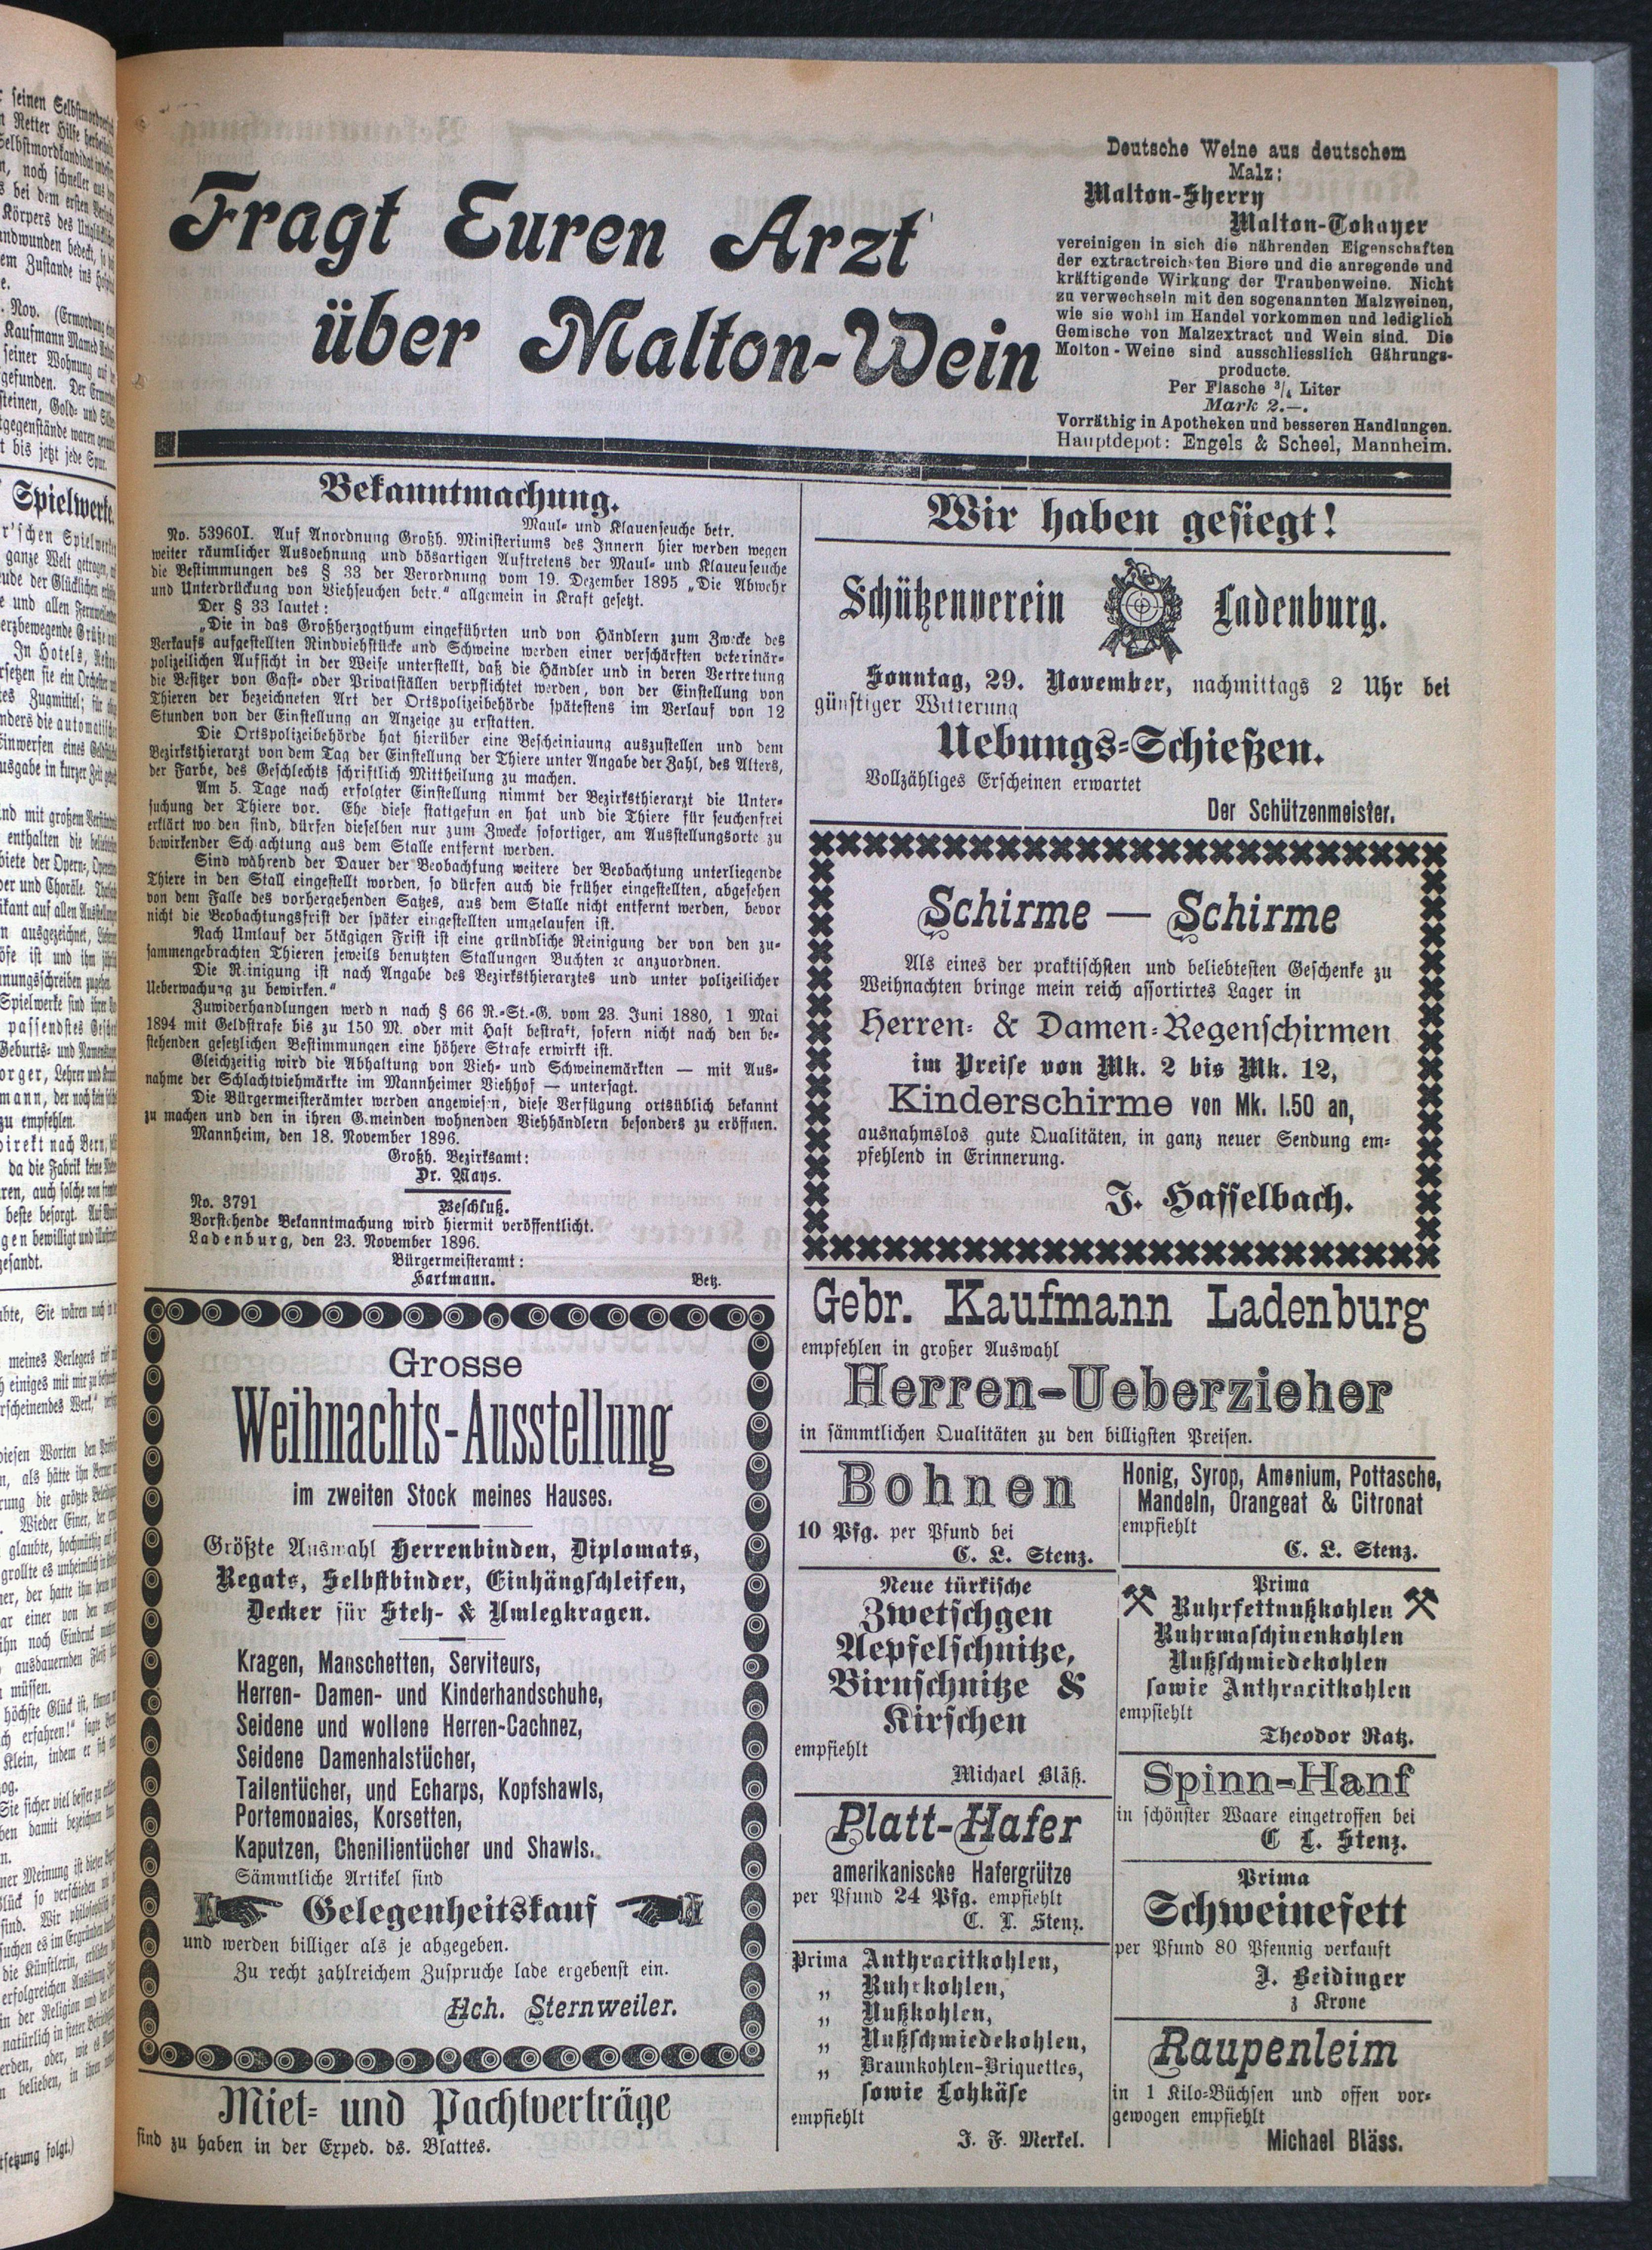 Fragt Euren Arzt
über Malton-Wein
Deutsche Weine aus deutschem
Malz:
Malton-Sherry
Malton-Tokayer
vereinigen in sich die nährenden Eigenschaften
der extractreichsten Biere und die anregende und
kräftigende Wirkung der Traubenweine. Nicht
zu verwechseln mit den sogenannten Malzweinen,
wie sie wohl im Handel vorkommen und lediglich
Gemische von Malzextract und Wein sind. Die
Molton-Weine sind ausschliesslich Gährungs-
producte.
Per Flasche 3/4 Liter
Mark 2.—.
Vorräthig in Apotheken und besseren Handlungen.
Hauptdepot: Engels & Scheel, Mannheim.
Bekanntmachung.
Maul- und Klauenseuche betr.
No. 53960I. Auf Anordnung Großh. Ministeriums des Innern hier werden wegen
weiter räumlicher Ausdehnung und bösartigen Auftretens der Maul- und Klauenseuche
die Bestimmungen des § 33 der Verordnung vom 19. Dezember 1895 „Die Abwehr
und Unterdrückung von Viehseuchen betr.“ allgemein in Kraft gesetzt.
Der § 33 lautet:
„Die in das Großherzogthum eingeführten und von Händlern zum Zwecke des
Verkaufs aufgestellten Rindviehstücke und Schweine werden einer verschärften veterinär-
polizeilichen Aufsicht in der Weise unterstellt, daß die Händler und in deren Vertretung
die Besitzer von Gast- oder Privatställen verpflichtet werden, von der Einstellung von
Thieren der bezeichneten Art der Ortspolizeibehörde spätestens im Verlauf von 12
Stunden von der Einstellung an Anzeige zu erstatten.
Die Ortspolizeibehörde hat hierüber eine Bescheinigung auszustellen und dem
Bezirksthierarzt von dem Tag der Einstellung der Thiere unter Angabe der Zahl, des Alters,
der Farbe, des Geschlechts schriftlich Mittheilung zu machen.
Am 5. Tage nach erfolgter Einstellung nimmt der Bezirksthierarzt die Unter-
suchung der Thiere vor. Ehe diese stattgefun en hat und die Thiere für seuchenfrei
erklärt wo den sind, dürfen dieselben nur zum Zwecke sofortiger, am Ausstellungsorte zu
bewirkender Schlachtung aus dem Stalle entfernt werden.
Sind während der Dauer der Beobachtung weitere der Beobachtung unterliegende
Thiere in den Stall eingestellt worden, so dürfen auch die früher eingestellten, abgesehen
von dem Falle des vorhergehenden Satzes, aus dem Stalle nicht entfernt werden, bevor
nicht die Beobachtungsfrist der später eingestellten umgelaufen ist.
Nach Umlauf der 5tägigen Frist ist eine gründliche Reinigung der von den zu-
sammengebrachten Thieren jeweils benutzten Stallungen Buchten ꝛc anzuordnen.
Die Reinigung ist nach Angabe des Bezirksthierarztes und unter polizeilicher
Ueberwachung zu bewirken.“
Zuwiderhandlungen werd n nach § 66 R.-St.-G. vom 23. Juni 1880, 1 Mai
1894 mit Geldstrafe bis zu 150 M. oder mit Haft bestraft, sofern nicht nach den be-
stehenden gesetzlichen Bestimmungen eine höhere Strafe erwirkt ist.
Gleichzeitig wird die Abhaltung von Vieh- und Schweinemärkten — mit Aus-
nahme der Schlachtviehmärkte im Mannheimer Viehhof — untersagt.
Die Bürgermeisterämter werden angewiesen, diese Verfügung ortsüblich bekannt
zu machen und den in ihren Gemeinden wohnenden Viehhändlern besonders zu eröffnen.
Mannheim, den 18. November 1896.
Großh. Bezirksamt:
Dr. Mays.
No. 3791 Beschluß.
Vorstehende Bekanntmachung wird hiermit veröffentlicht.
Ladenburg, den 23. November 1896.
Bürgermeisteramt:
Hartmann. Betz.
Grosse
Weihnachts-Ausstellung
im zweiten Stock meines Hauses.
Größte Auswahl Herrenbinden, Diplomats,
Regats, Selbstbinder, Einhängschleifen,
Decker für Steh- & Umlegkragen.
Kragen, Manschetten, Serviteurs,
Herren- Damen- und Kinderhandschuhe,
Seidene und wollene Herren-Cachnez,
Seidene Damenhalstücher,
Tailentücher, und Echarps, Kopfshawls,
Portemonaies, Korsetten,
Kaputzen, Chenilientücher und Shawls.
Sämmtliche Artikel sind
Gelegenheitskauf
und werden billiger als je abgegeben.
Zu recht zahlreichem Zuspruche lade ergebenst ein.
Hch. Sternweiler.
Miet- und Pachtverträge
sind zu haben in der Exped. ds. Blattes.
Wir haben gesiegt!
Schützenverein Ladenburg.
Sonntag, 29. November, nachmittags 2 Uhr bei
günstiger Witterung
Uebungs-Schießen.
Vollzähliges Erscheinen erwartet
Der Schützenmeister.
Schirme — Schirme
Als eines der praktischsten und beliebtesten Geschenke zu
Weihnachten bringe mein reich assortirtes Lager in
Herren- & Damen-Regenschirmen
im Preise von Mk. 2 bis Mk. 12,
Kinderschirme von Mk. 1.50 an,
ausnahmslos gute Qualitäten, in ganz neuer Sendung em-
pfehlend in Erinnerung.
J. Hasselbach.
Gebr. Kaufmann Ladenburg
empfehlen in großer Auswahl
Herren-Ueberzieher
in sämmtlichen Qualitäten zu den billigsten Preisen.
Bohnen
10 Pfg. per Pfund bei
C. L. Stenz.
Neue türkische
Zwetschgen
Aepfelschnitze,
Birnschnitze &
Kirschen
empfiehlt
Michael Bläß.
Platt-Hafer
amerikanische Hafergrütze
per Pfund 24 Pfg. empfiehlt
C. L. Stenz.
Prima Anthracitkohlen,
„ Ruhrkohlen,
„ Nußkohlen,
„ Nußschmiedekohlen,
„ Braunkohlen-Briquettes,
sowie Lohkäse
empfiehlt
J. F. Merkel.
Honig, Syrop, Amonium, Pottasche,
Mandeln, Orangeat & Citronat
empfiehlt
C. L. Stenz.
Prima
Ruhrfettnußkohlen
Ruhrmaschinenkohlen
Nußschmiedekohlen
sowie Anthracitkohlen
empfiehlt
Theodor Ratz.
Spinn-Hanf
in schönster Waare eingetroffen bei
C L. Stenz.
Prima
Schweinefett
per Pfund 80 Pfennig verkauft
J. Beidinger
z Krone
Raupenleim
in 1 Kilo-Büchsen und offen vor-
gewogen empfiehlt
Michael Bläss.